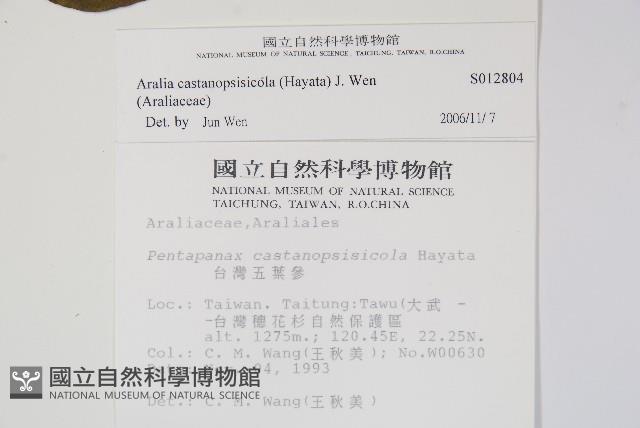 國立自然科學博物館
NATIONAL MUSEUM OF NATURAL SCIENCE, TAICHUNG, TAIWAN, R.O.CHINA
Aralia castanopsisicóla (Hayata) J. Wen S012804
(Araliaceae)
Det. by Jun Wen 2006/11/ 7
國立自然科學博物館
NATIONAL MUSEUM OF NATURAL SCIENCE
TAICHUNG, TAIWAN, R.O.CHINA
Araliaceae,Araliales
Pentapanax castanopsisicola Hayata
台灣五葉參
Loc.: Taiwan. Taitung:Tawu(大武 -
-台灣穗花杉自然保護區
alt. 1275m.; 120.45E, 22.25N.
Col.: C. M. Wang(王秋美); No.W00630
04, 1993
Det.: C. M. Wang(王秋美)
國立自然科學博物館
NATIONAL MUSEUM OF NATURAL SCIENCE